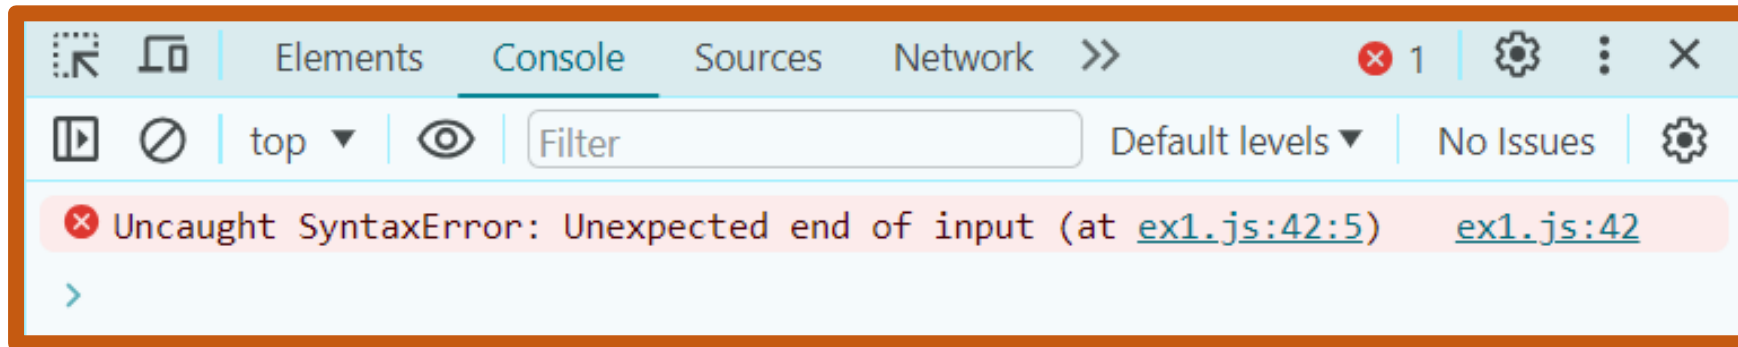 Elements Console Sources Network 1
top Filter Default levels No Issues
Uncaught SyntaxError: Unexpected end of input (at ex1.js:42:5) ex1.js:42